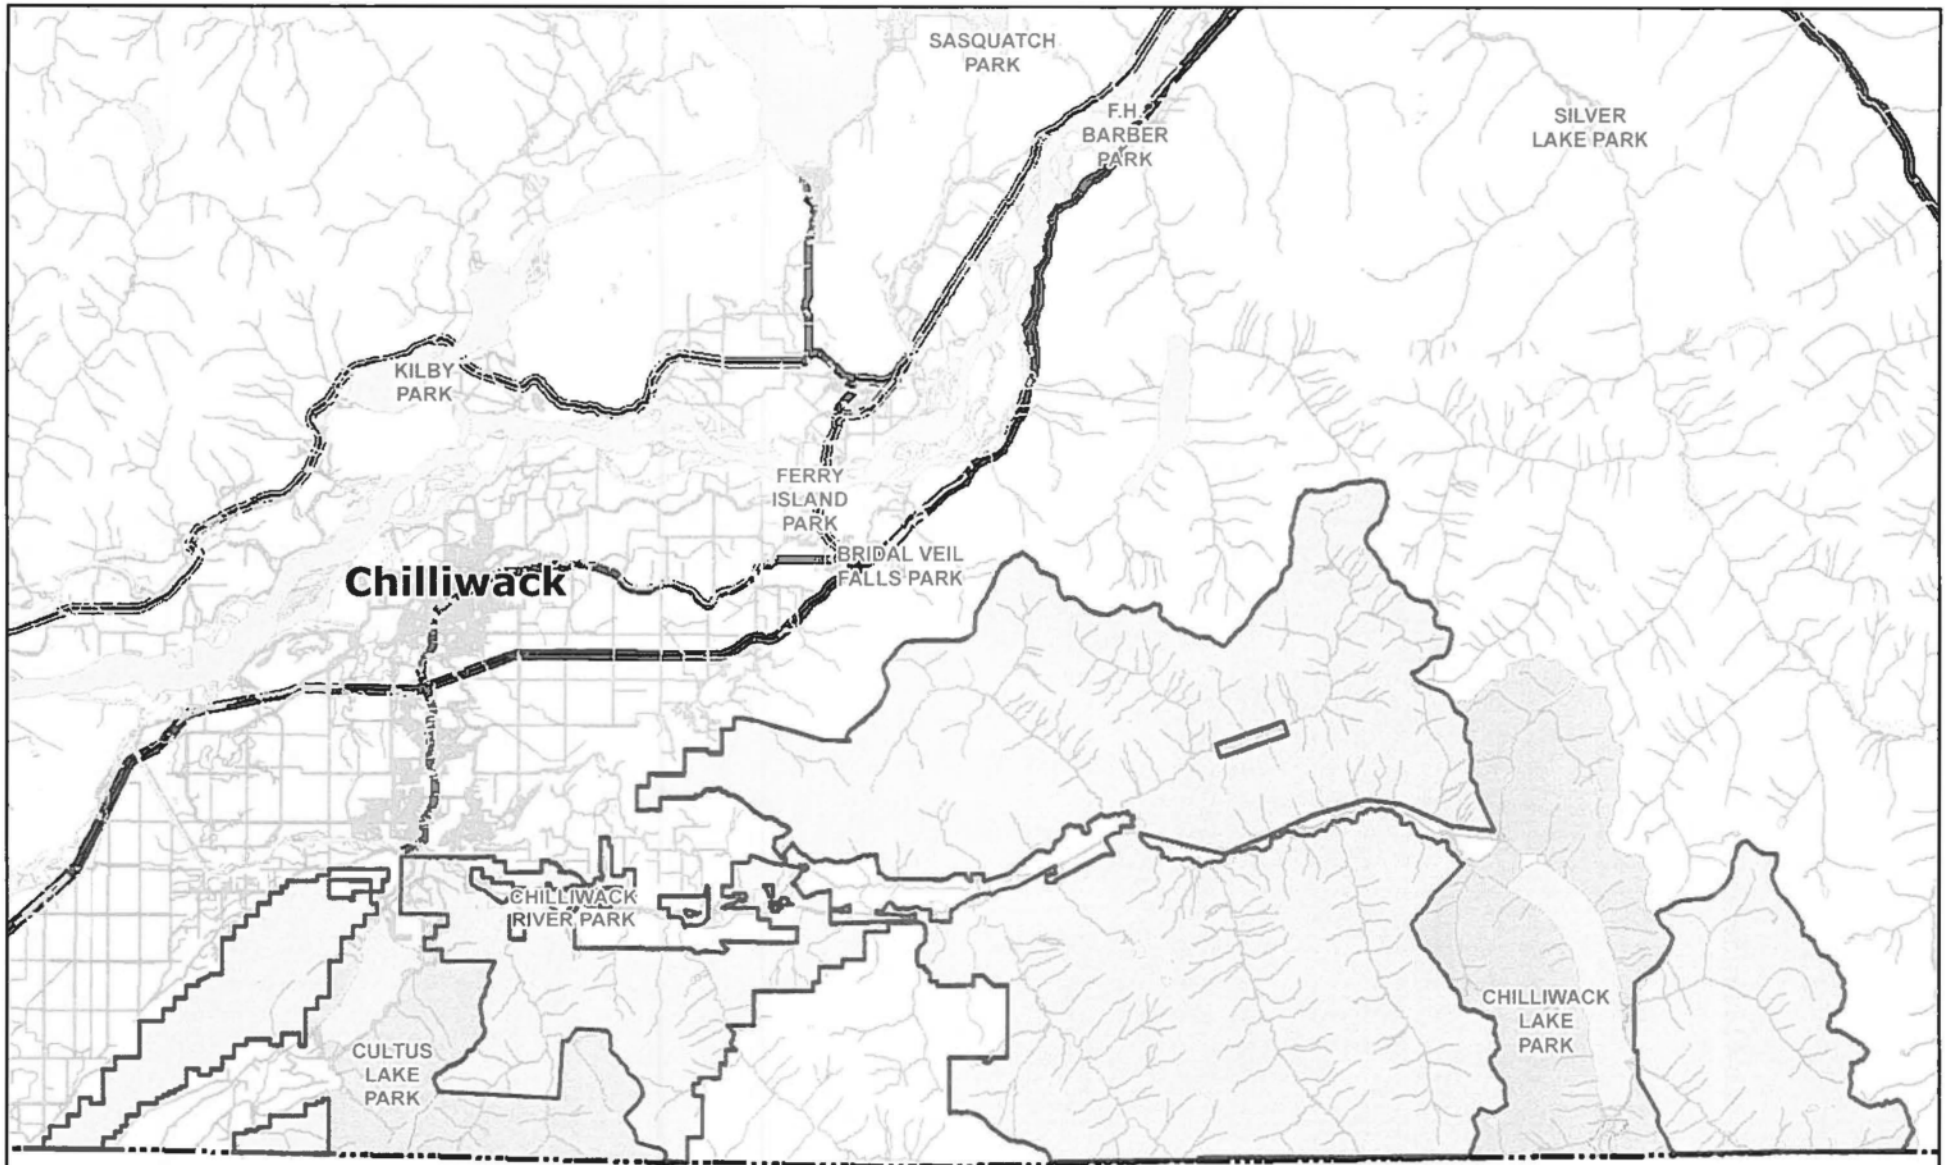 SASQUATCH
PARK
F.H.
BARBER
PARK
SILVER
LAKE PARK
KILBY
PARK
FERRY
ISLAND
PARK
BRIDAL VEIL
FALLS PARK
Chilliwack
CHILLIWACK
RIVER PARK
CHILLIWACK
LAKE
PARK
CULTUS
LAKE
PARK